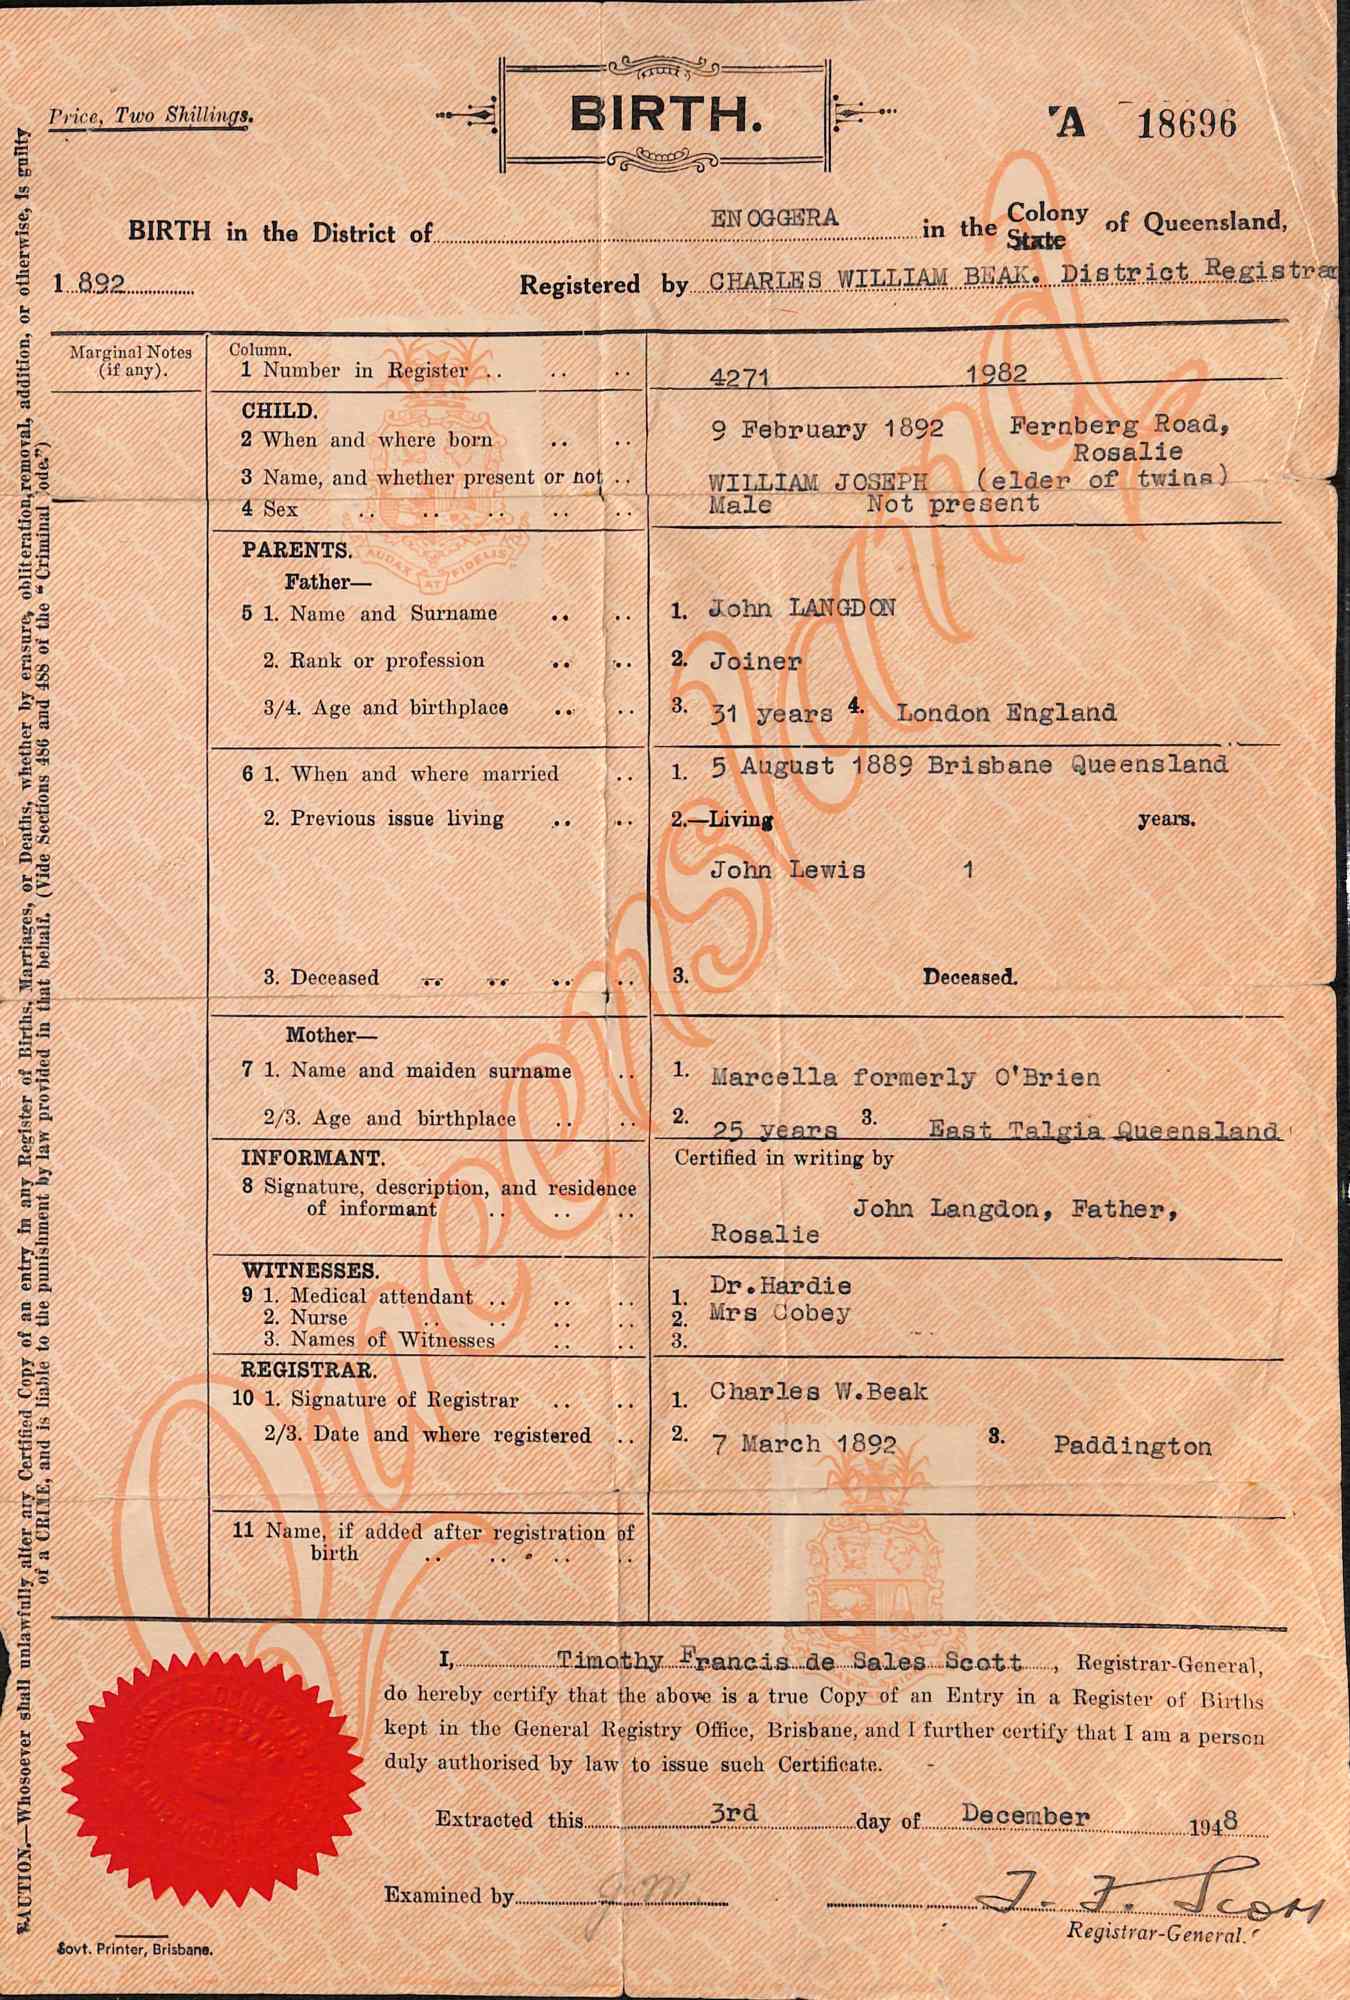 Price, Two Shillings.
BIRTH.
A 18696
BIRTH in the District of ENOGGERA in the Colony State of Queensland,
1 892 Registered by CHARLES WILLIAM BEAK. District Registrar
Marginal Notes (if any).
Column.
1 Number in Register .. .. .. 4271 1982
CHILD.
2 When and where born .. .. 9 February 1892 Fernberg Road,
Rosalie
3 Name, and whether present or not .. WILLIAM JOSEPH (elder of twins)
4 Sex .. .. .. .. .. Male Not present
AUDAX AT FIDELIS
PARENTS.
Father—
5 1. Name and Surname .. .. 1. John LANGDON
2. Rank or profession .. .. 2. Joiner
3/4. Age and birthplace .. .. 3. 31 years 4. London England
6 1. When and where married .. 1. 5 August 1889 Brisbane Queensland
2. Previous issue living .. .. 2.—Living years.
John Lewis 1
3. Deceased .. .. .. .. 3. Deceased.
Mother—
7 1. Name and maiden surname .. 1. Marcella formerly O'Brien
2/3. Age and birthplace .. .. 2. 25 years 3. East Talgia Queensland
INFORMANT. Certified in writing by
8 Signature, description, and residence
of informant .. .. .. John Langdon, Father,
Rosalie
WITNESSES.
9 1. Medical attendant .. .. .. 1. Dr.Hardie
2. Nurse .. .. .. .. 2. Mrs Cobey
3. Names of Witnesses .. .. 3.
REGISTRAR.
10 1. Signature of Registrar .. .. 1. Charles W.Beak
2/3. Date and where registered .. 2. 7 March 1892 3. Paddington
11 Name, if added after registration of
birth .. .. .. ..
Queensland
I, Timothy Francis de Sales Scott, Registrar-General,
do hereby certify that the above is a true Copy of an Entry in a Register of Births
kept in the General Registry Office, Brisbane, and I further certify that I am a person
duly authorised by law to issue such Certificate.
Extracted this 3rd day of December 1948
Examined by
T. F. Scott
Registrar-General.
Govt. Printer, Brisbane.
CAUTION.—Whosoever shall unlawfully alter any Certified Copy of an entry in any Register of Births, Marriages, or Deaths, whether by erasure, obliteration, removal, addition, or otherwise, is guilty
of a CRIME, and is liable to the punishment by law provided in that behalf. (Vide Sections 486 and 488 of the "Criminal Code.")